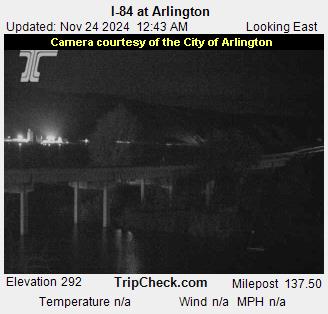 I-84 at Arlington
Updated: Nov 24 2024 12:43 AM Looking East
Camera courtesy of the City of Arlington
Elevation 292 TripCheck.com Milepost 137.50
Temperature n/a Wind n/a MPH n/a